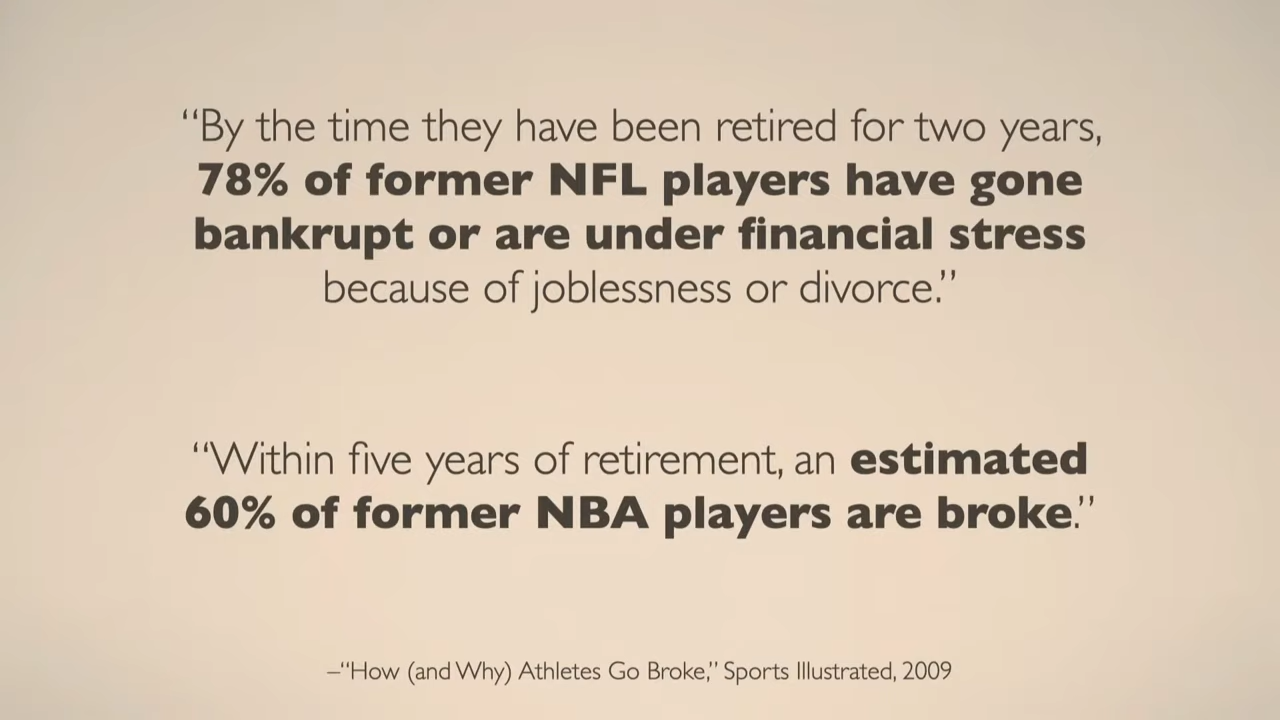 “By the time they have been retired for two years,
78% of former NFL players have gone
bankrupt or are under financial stress
because of joblessness or divorce.”
“Within five years of retirement, an estimated
60% of former NBA players are broke.”
–“How (and Why) Athletes Go Broke,” Sports Illustrated, 2009